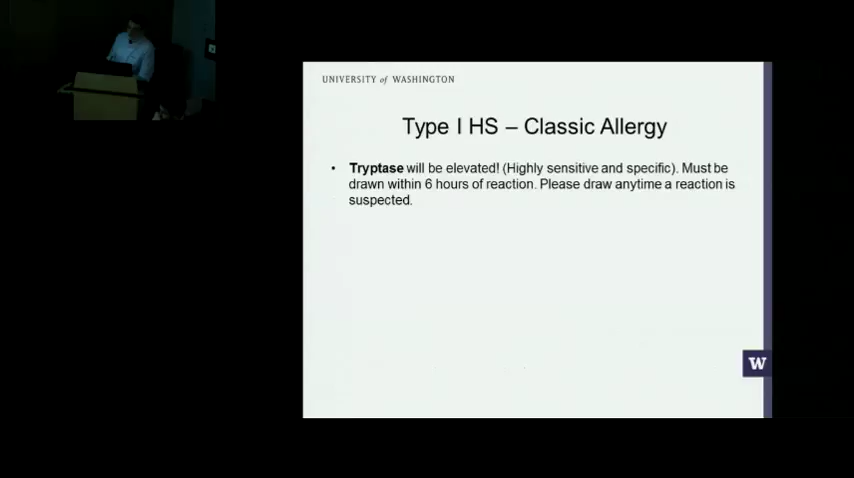 UNIVERSITY of WASHINGTON
Type I HS – Classic Allergy
• Tryptase will be elevated! (Highly sensitive and specific). Must be
drawn within 6 hours of reaction. Please draw anytime a reaction is
suspected.
W